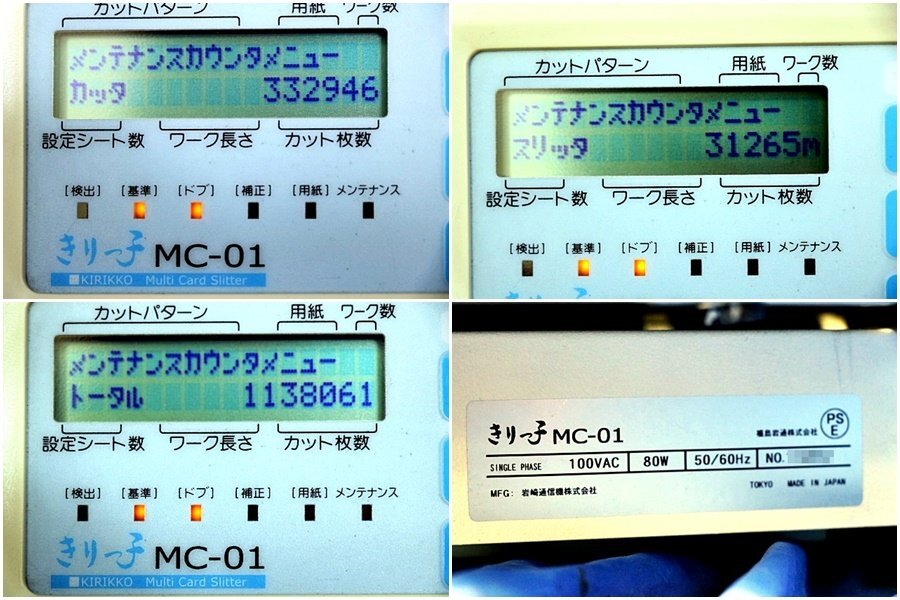 カットパターン 用紙 ワーク数
メンテナンスカウンタメニュー
カッタ 332946
設定シート数 ワーク長さ カット枚数
[検出] [基準] [ドブ] [補正] [用紙] メンテナンス
きりっ子 MC-01
KIRIKKO Multi Card Slitter
カットパターン 用紙 ワーク数
メンテナンスカウンタメニュー
スリッタ 31265m
設定シート数 ワーク長さ カット枚数
[検出] [基準] [ドブ] [補正] [用紙] メンテナンス
カットパターン 用紙 ワーク数
メンテナンスカウンタメニュー
トータル 1138061
設定シート数 ワーク長さ カット枚数
[検出] [基準] [ドブ] [補正] [用紙] メンテナンス
きりっ子 MC-01
KIRIKKO Multi Card Slitter
きりっ子 MC-01 福島岩通株式会社 PSE
SINGLE PHASE 100VAC 80W 50/60Hz NO.
MFG: 岩崎通信機株式会社 TOKYO MADE IN JAPAN